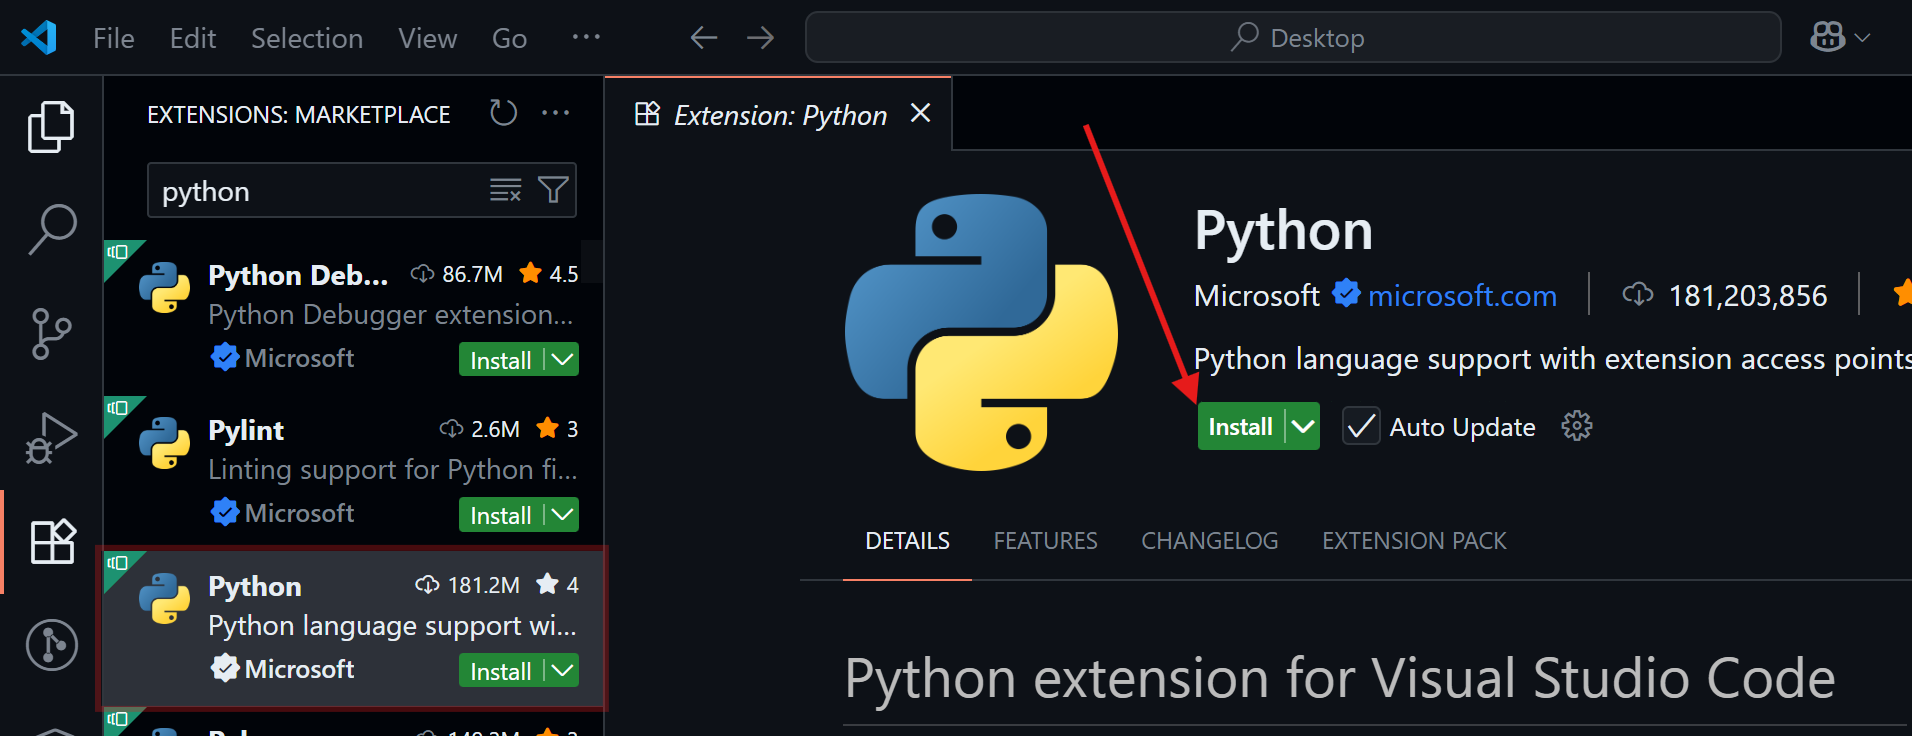 File Edit Selection View Go ···
Desktop
EXTENSIONS: MARKETPLACE
python
Python Deb... 86.7M 4.5
Python Debugger extension...
Microsoft Install
Pylint 2.6M 3
Linting support for Python fi...
Microsoft Install
Python 181.2M 4
Python language support wi...
Microsoft Install
Extension: Python
Python
Microsoft microsoft.com 181,203,856
Python language support with extension access points
Install Auto Update
DETAILS FEATURES CHANGELOG EXTENSION PACK
Python extension for Visual Studio Code